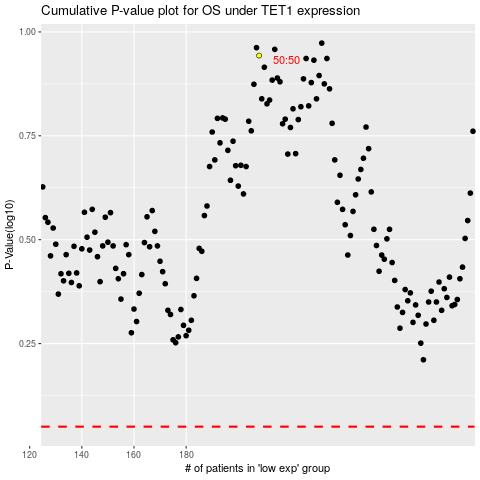 Cumulative P-value plot for OS under TET1 expression
1.00
50:50
0.75
P-Value(log10)
0.50
0.25
120 140 160 180
# of patients in 'low exp' group